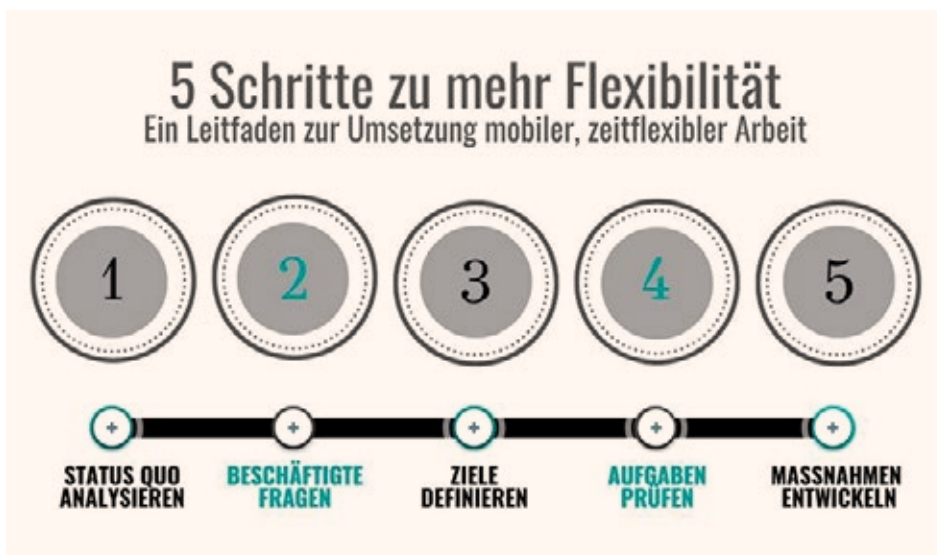 5 Schritte zu mehr Flexibilität
Ein Leitfaden zur Umsetzung mobiler, zeitflexibler Arbeit
1 2 3 4 5
STATUS QUO
ANALYSIEREN
BESCHÄFTIGTE
FRAGEN
ZIELE
DEFINIEREN
AUFGABEN
PRÜFEN
MASSNAHMEN
ENTWICKELN